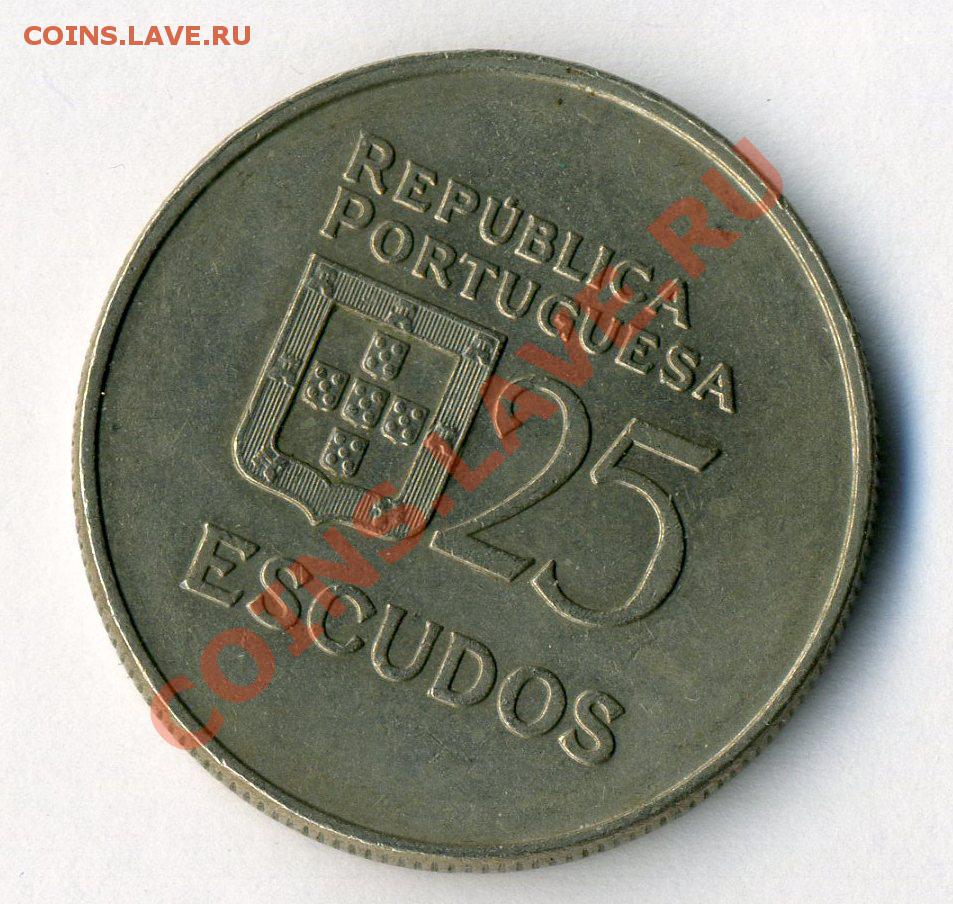 COINS.LAVE.RU
REPÚBLICA
PORTUGUESA
25
ESCUDOS
COINS.LAVE.RU